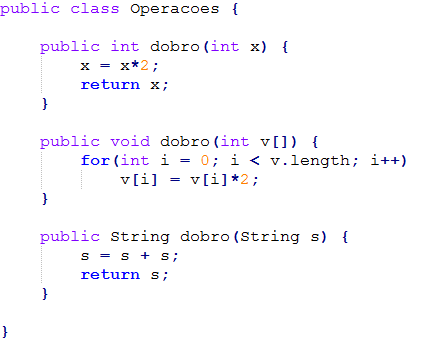 public class Operacoes {
public int dobro(int x) {
x = x*2;
return x;
}
public void dobro(int v[]) {
for(int i = 0; i < v.length; i++)
v[i] = v[i]*2;
}
public String dobro(String s) {
s = s + s;
return s;
}
}